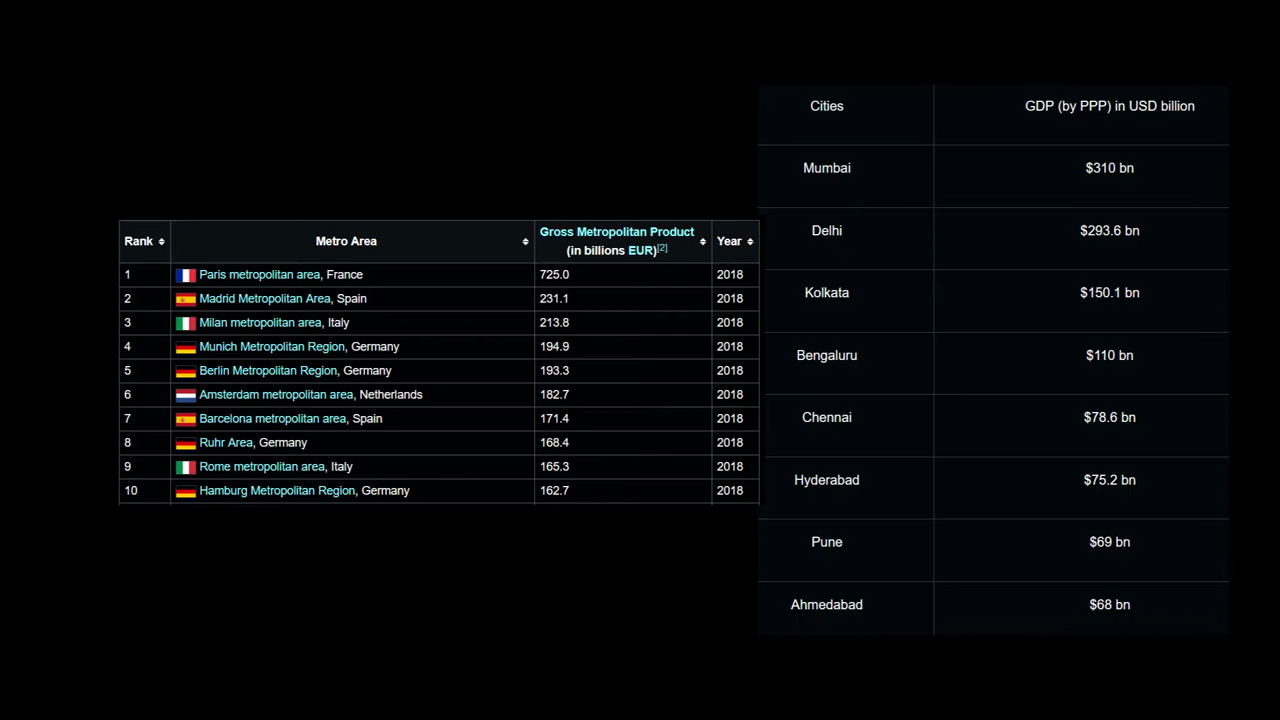 Rank Metro Area Gross Metropolitan Product (in billions EUR)[2] Year
1 Paris metropolitan area, France 725.0 2018
2 Madrid Metropolitan Area, Spain 231.1 2018
3 Milan metropolitan area, Italy 213.8 2018
4 Munich Metropolitan Region, Germany 194.9 2018
5 Berlin Metropolitan Region, Germany 193.3 2018
6 Amsterdam metropolitan area, Netherlands 182.7 2018
7 Barcelona metropolitan area, Spain 171.4 2018
8 Ruhr Area, Germany 168.4 2018
9 Rome metropolitan area, Italy 165.3 2018
10 Hamburg Metropolitan Region, Germany 162.7 2018
Cities GDP (by PPP) in USD billion
Mumbai $310 bn
Delhi $293.6 bn
Kolkata $150.1 bn
Bengaluru $110 bn
Chennai $78.6 bn
Hyderabad $75.2 bn
Pune $69 bn
Ahmedabad $68 bn